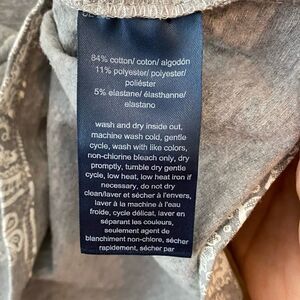 84% cotton/ coton/ algodón
11% polyester/ polyester/
poliéster
5% elastane/ élasthanne/
elastano
wash and dry inside out,
machine wash cold, gentle
cycle, wash with like colors,
non-chlorine bleach only, dry
promptly, tumble dry gentle
cycle, low heat, low heat iron if
necessary, do not dry
clean/laver et sécher à l'envers,
laver à la machine à l'eau
froide, cycle délicat, laver en
séparant les couleurs,
seulement agent de
blanchiment non-chlore, sécher
rapidement, sécher par